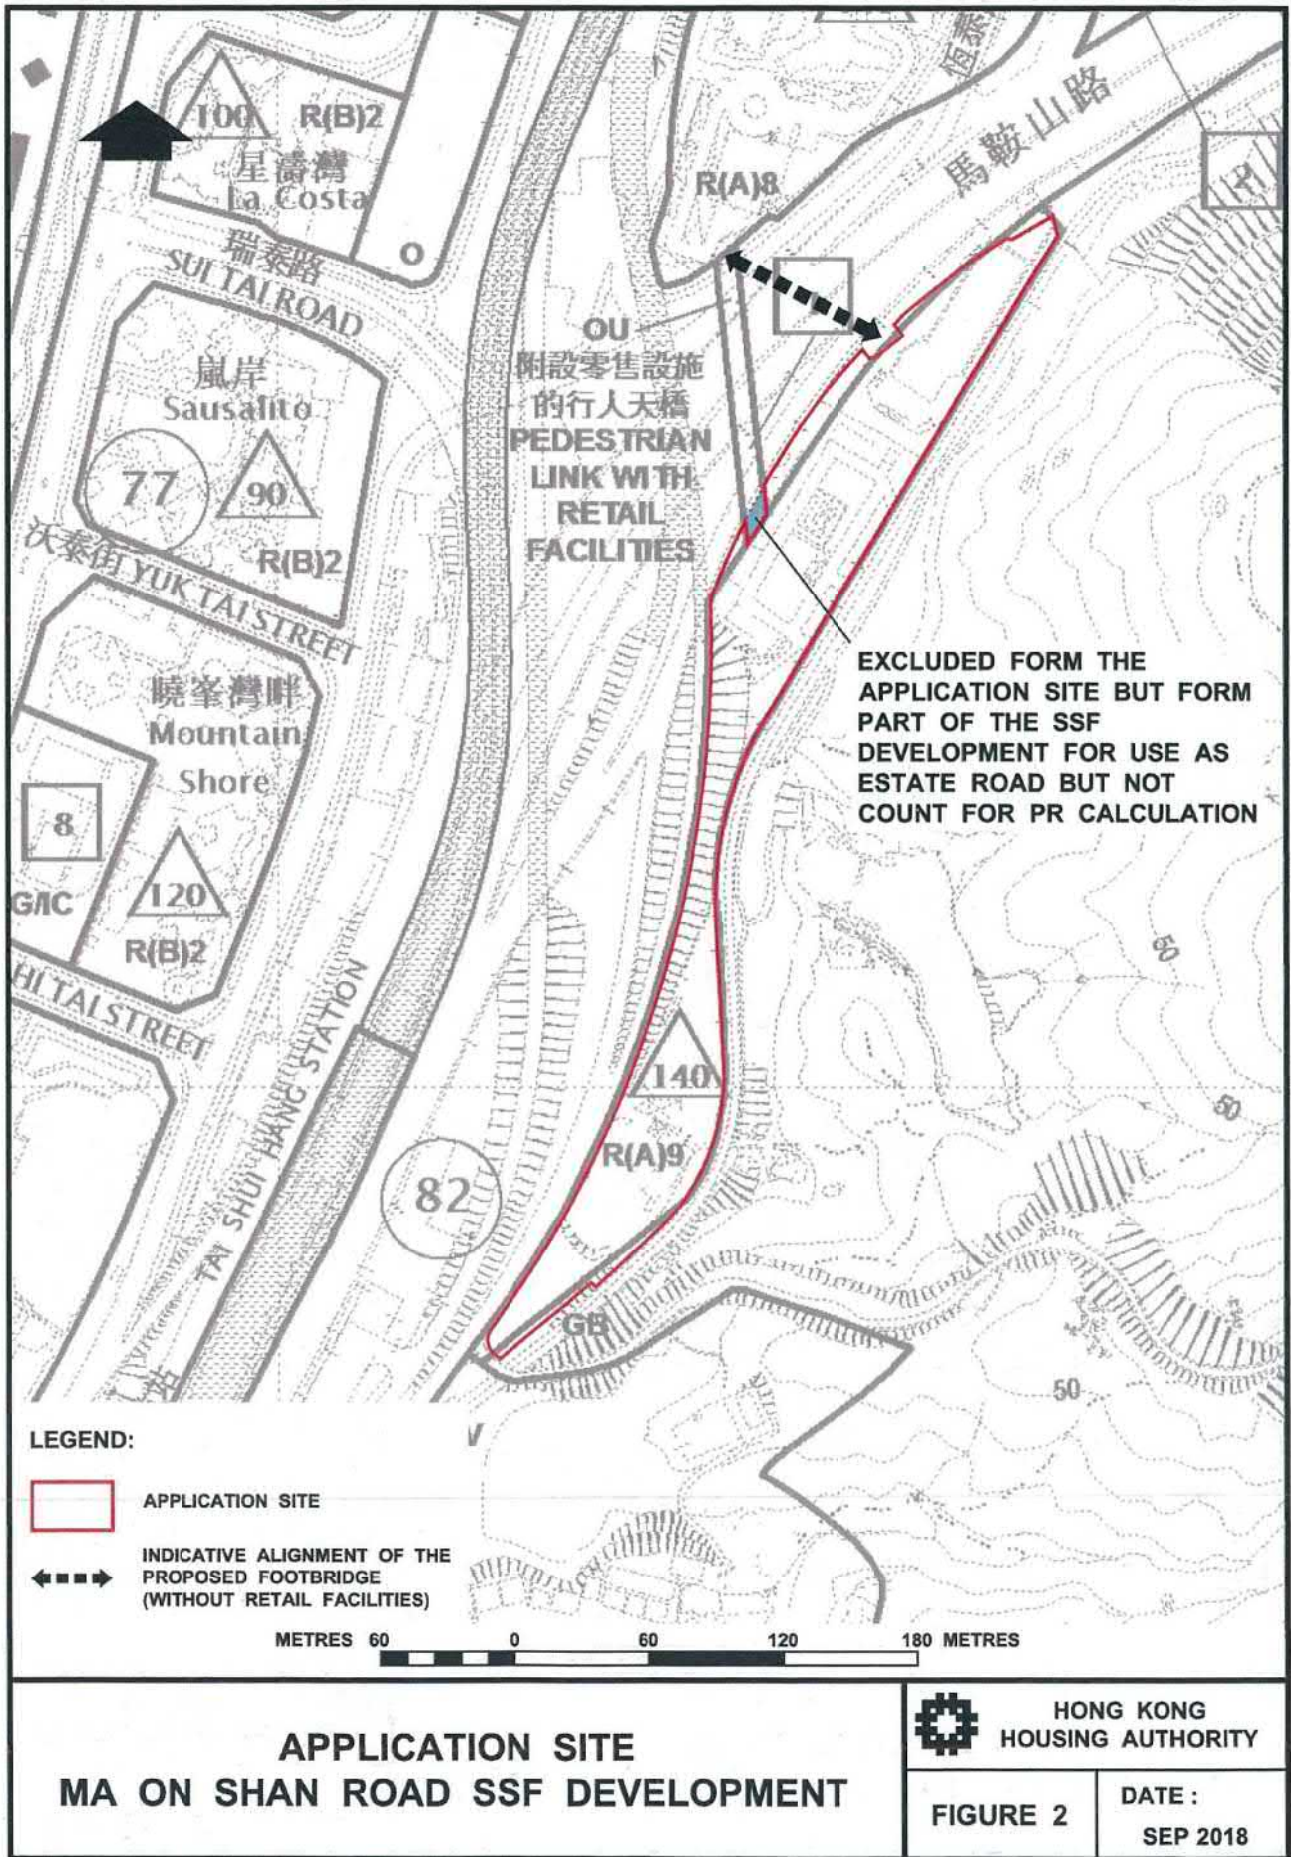 恆泰
馬鞍山路
100
R(B)2
星濤灣
La Costa
O
瑞泰路
SUI TAI ROAD
R(A)8
2
嵐岸
Sausalito
77
90
R(B)2
OU
附設零售設施
的行人天橋
PEDESTRIAN
LINK WITH
RETAIL
FACILITIES
沃泰街 YUK TAI STREET
曉峯灣畔
Mountain
Shore
8
G/IC
120
R(B)2
HI TAI STREET
TAI SHUI HANG STATION
站
EXCLUDED FORM THE
APPLICATION SITE BUT FORM
PART OF THE SSF
DEVELOPMENT FOR USE AS
ESTATE ROAD BUT NOT
COUNT FOR PR CALCULATION
50
50
140
R(A)9
82
GB
50
V
LEGEND:
APPLICATION SITE
INDICATIVE ALIGNMENT OF THE
PROPOSED FOOTBRIDGE
(WITHOUT RETAIL FACILITIES)
METRES 60 0 60 120 180 METRES
APPLICATION SITE
MA ON SHAN ROAD SSF DEVELOPMENT
HONG KONG
HOUSING AUTHORITY
FIGURE 2
DATE :
SEP 2018